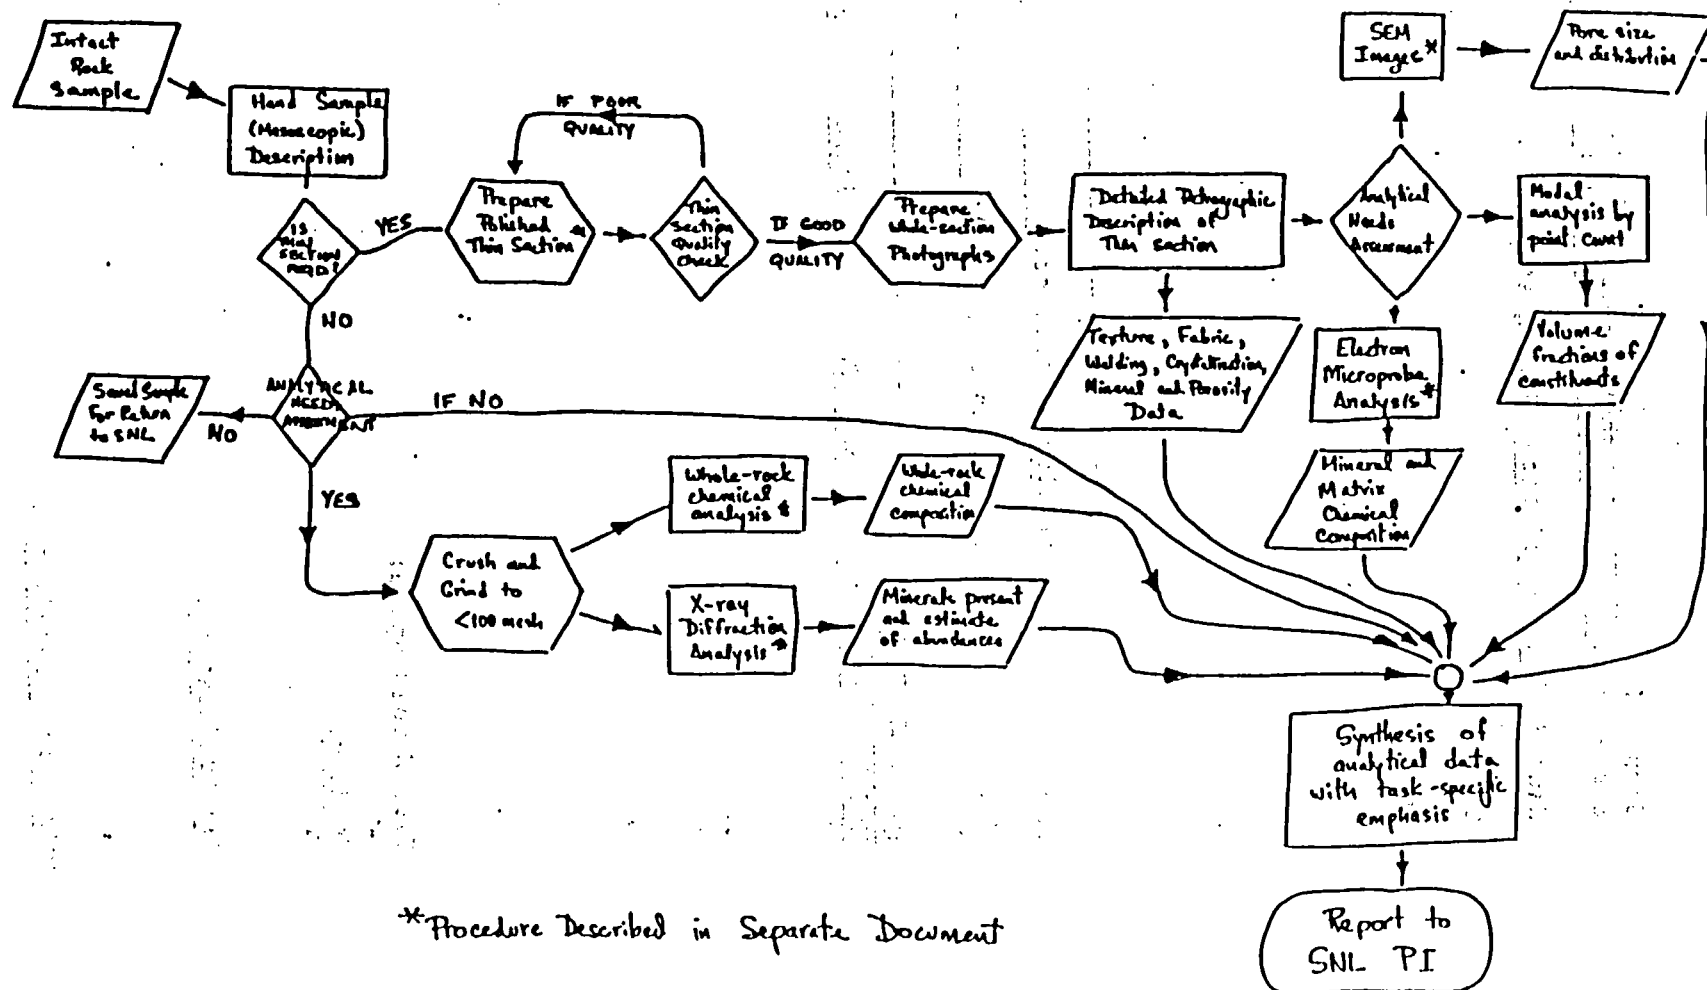 Intact
Rock
Sample
Hand Sample
(Mesoscopic)
Description
IS
THIN
SECTION
REQD?
YES
NO
IF POOR
QUALITY
Prepare
Polished
Thin Section *
Thin
Section
Quality
Check
IF GOOD
QUALITY
Prepare
Whole-section
Photographs
Detailed Petrographic
Description of
Thin section
Analytical
Needs
Assessment
SEM
Images*
Pore size
and distribution
Modal
analysis by
point count
Texture, Fabric,
Welding, Crystallization,
Mineral and Porosity
Data
Electron
Microprobe
Analysis*
Volume
fractions of
constituents
Mineral and
Matrix
Chemical
Composition
ANALYTICAL
NEEDS
ASSESSMENT
NO
Sample
For Return
to SNL
IF NO
YES
Crush and
Grind to
<100 mesh
Whole-rock
chemical
analysis *
Whole-rock
chemical
composition
X-ray
Diffraction
Analysis*
Minerals present
and estimate
of abundances
Synthesis of
analytical data
with task-specific
emphasis
Report to
SNL PI
*Procedure Described in Separate Document